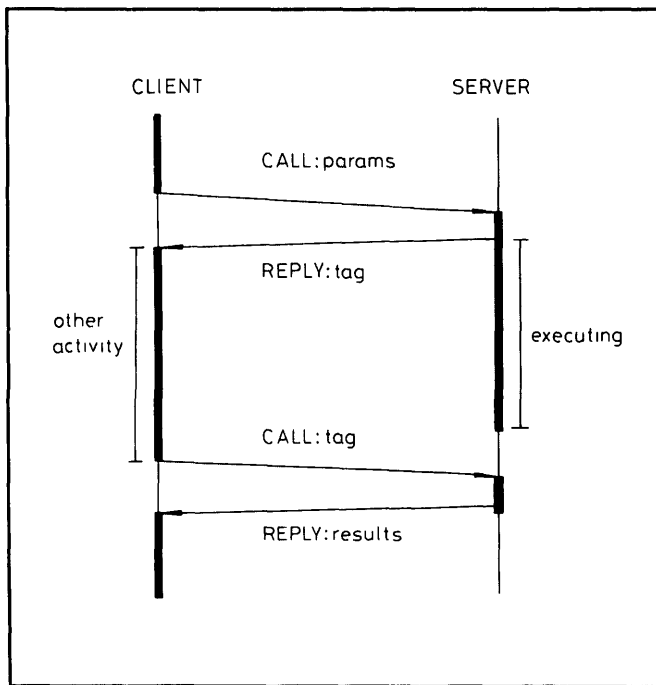 CLIENT
SERVER
CALL:params
REPLY:tag
other
activity
executing
CALL:tag
REPLY:results